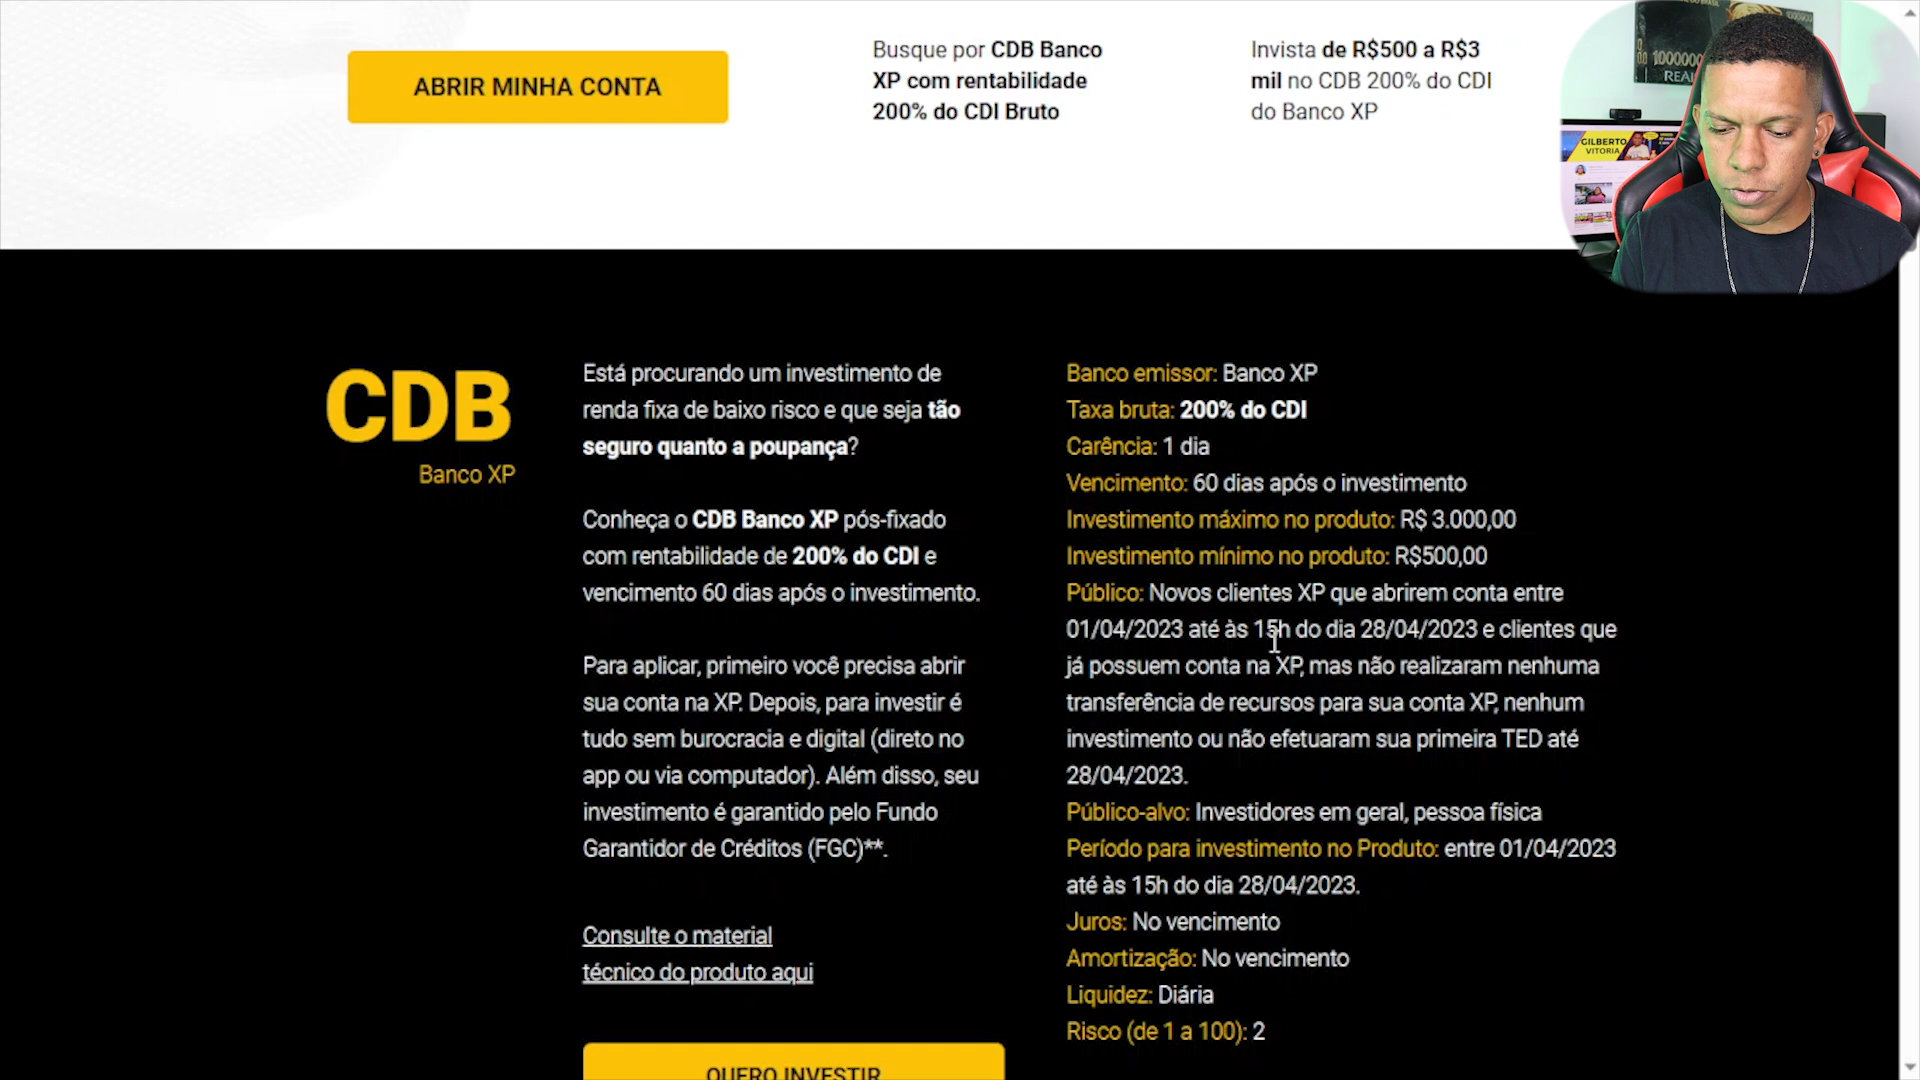 ABRIR MINHA CONTA
Busque por CDB Banco
XP com rentabilidade
200% do CDI Bruto
Invista de R$500 a R$3
mil no CDB 200% do CDI
do Banco XP
GILBERTO
VITORIA
CDB
Banco XP
Está procurando um investimento de
renda fixa de baixo risco e que seja tão
seguro quanto a poupança?
Conheça o CDB Banco XP pós-fixado
com rentabilidade de 200% do CDI e
vencimento 60 dias após o investimento.
Para aplicar, primeiro você precisa abrir
sua conta na XP. Depois, para investir é
tudo sem burocracia e digital (direto no
app ou via computador). Além disso, seu
investimento é garantido pelo Fundo
Garantidor de Créditos (FGC)**.
Consulte o material
técnico do produto aqui
QUERO INVESTIR
Banco emissor: Banco XP
Taxa bruta: 200% do CDI
Carência: 1 dia
Vencimento: 60 dias após o investimento
Investimento máximo no produto: R$ 3.000,00
Investimento mínimo no produto: R$500,00
Público: Novos clientes XP que abrirem conta entre
01/04/2023 até às 15h do dia 28/04/2023 e clientes que
já possuem conta na XP, mas não realizaram nenhuma
transferência de recursos para sua conta XP, nenhum
investimento ou não efetuaram sua primeira TED até
28/04/2023.
Público-alvo: Investidores em geral, pessoa física
Período para investimento no Produto: entre 01/04/2023
até às 15h do dia 28/04/2023.
Juros: No vencimento
Amortização: No vencimento
Liquidez: Diária
Risco (de 1 a 100): 2